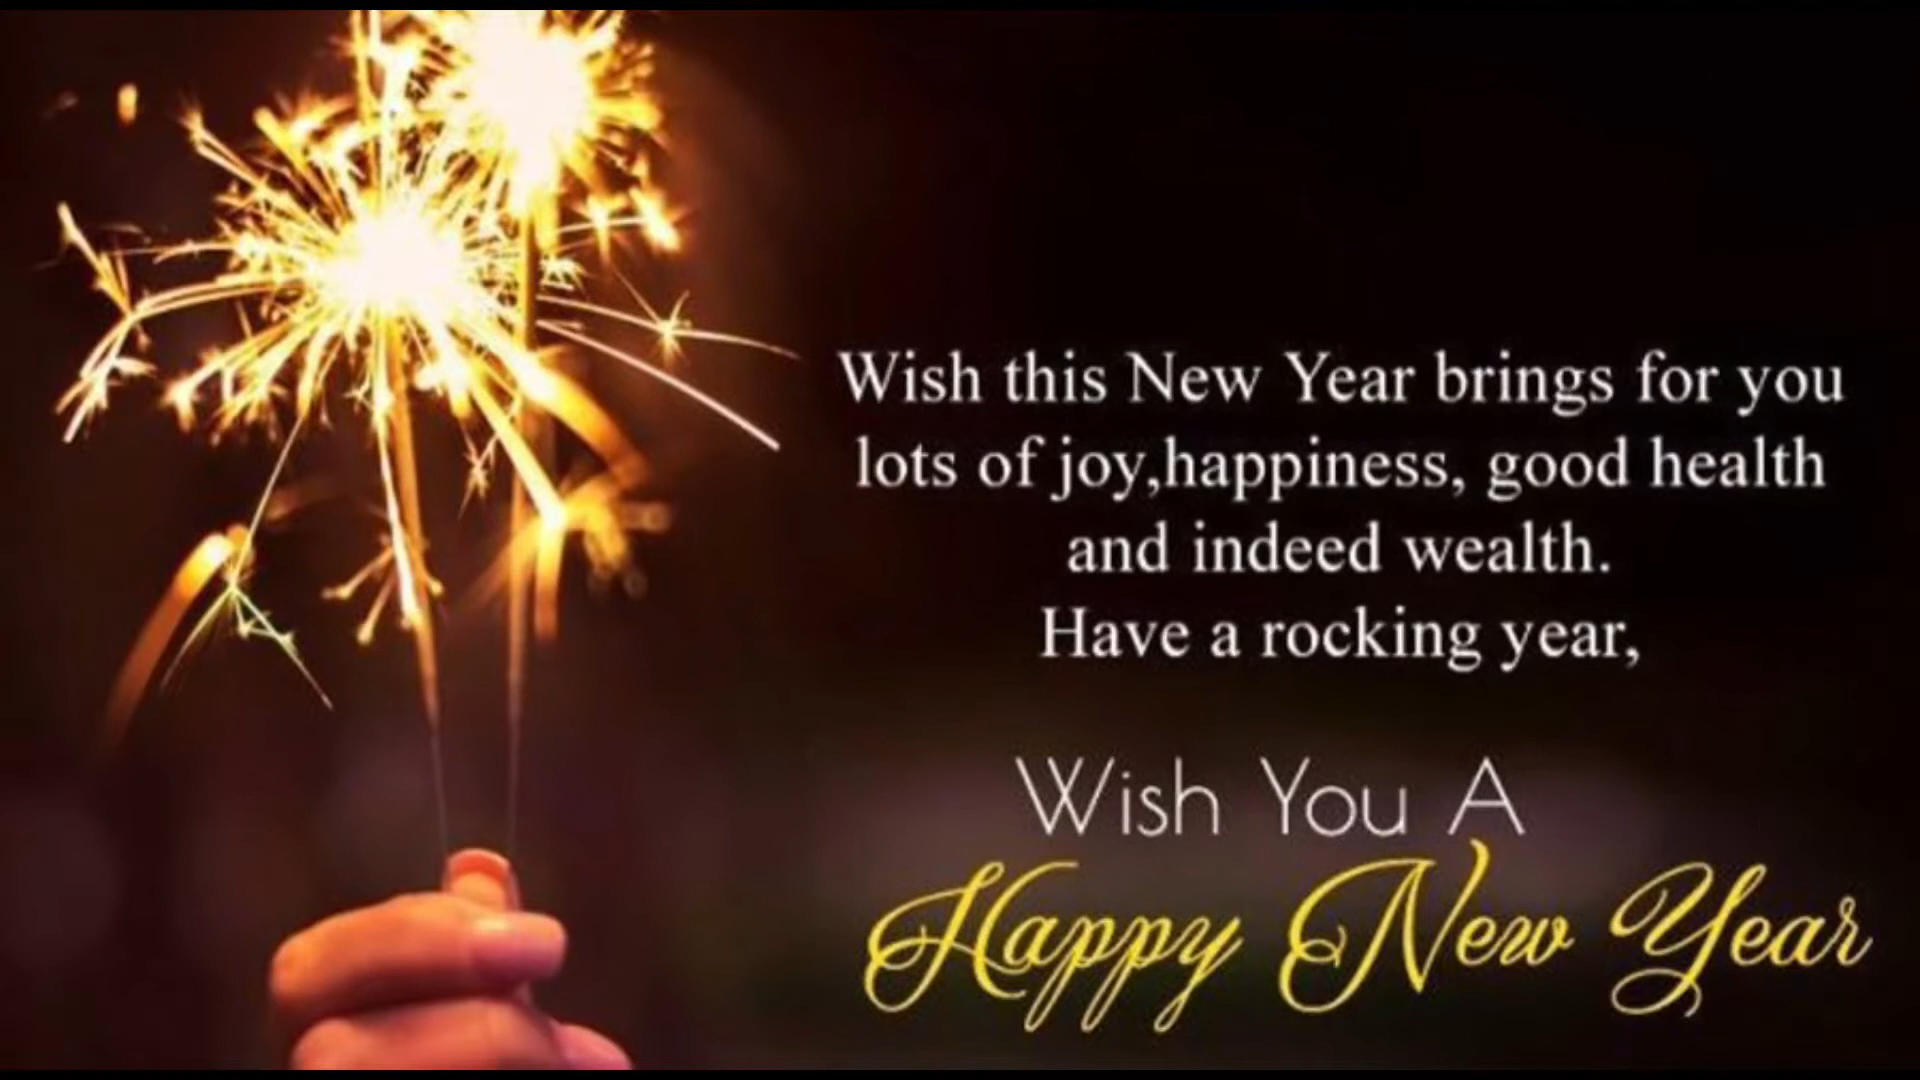 Wish this New Year brings for you
lots of joy,happiness, good health
and indeed wealth.
Have a rocking year,
Wish You A
Happy New Year